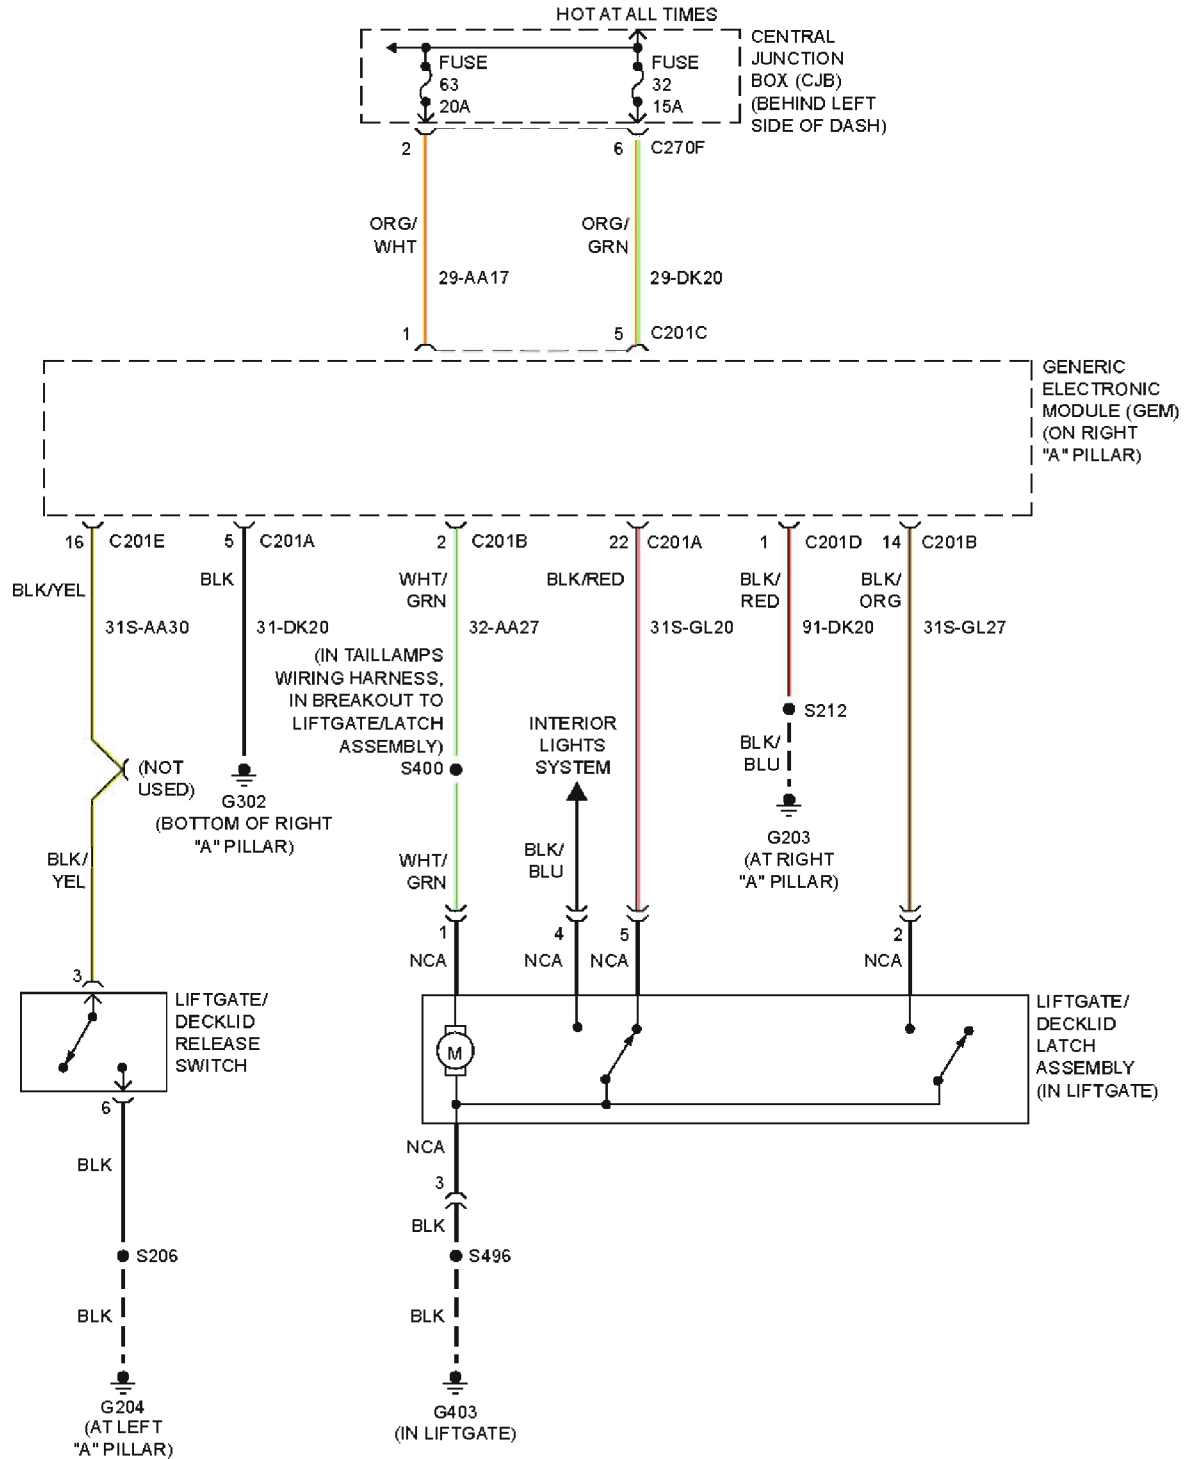 HOT AT ALL TIMES
CENTRAL
JUNCTION
BOX (CJB)
(BEHIND LEFT
SIDE OF DASH)
FUSE
63
20A
FUSE
32
15A
2
6
C270F
ORG/
WHT
ORG/
GRN
29-AA17
29-DK20
1
5
C201C
GENERIC
ELECTRONIC
MODULE (GEM)
(ON RIGHT
"A" PILLAR)
16
C201E
5
C201A
2
C201B
22
C201A
1
C201D
14
C201B
BLK/YEL
BLK
WHT/
GRN
BLK/RED
BLK/
RED
BLK/
ORG
31S-AA30
31-DK20
32-AA27
31S-GL20
91-DK20
31S-GL27
(IN TAILLAMPS
WIRING HARNESS,
IN BREAKOUT TO
LIFTGATE/LATCH
ASSEMBLY)
S400
INTERIOR
LIGHTS
SYSTEM
S212
BLK/
BLU
(NOT
USED)
G302
(BOTTOM OF RIGHT
"A" PILLAR)
G203
(AT RIGHT
"A" PILLAR)
BLK/
YEL
WHT/
GRN
BLK/
BLU
1
4
5
2
NCA
NCA
NCA
NCA
3
LIFTGATE/
DECKLID
RELEASE
SWITCH
M
LIFTGATE/
DECKLID
LATCH
ASSEMBLY
(IN LIFTGATE)
6
BLK
NCA
3
BLK
S206
S496
BLK
BLK
G204
(AT LEFT
"A" PILLAR)
G403
(IN LIFTGATE)